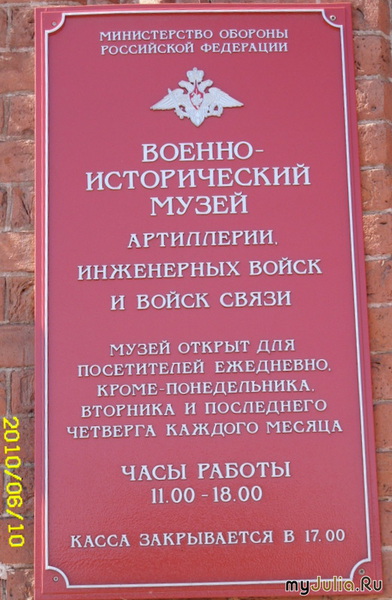 МИНИСТЕРСТВО ОБОРОНЫ
РОССИЙСКОЙ ФЕДЕРАЦИИ
ВОЕННО-
ИСТОРИЧЕСКИЙ
МУЗЕЙ
АРТИЛЛЕРИИ,
ИНЖЕНЕРНЫХ ВОЙСК
И ВОЙСК СВЯЗИ
МУЗЕЙ ОТКРЫТ ДЛЯ
ПОСЕТИТЕЛЕЙ ЕЖЕДНЕВНО,
КРОМЕ-ПОНЕДЕЛЬНИКА,
ВТОРНИКА И ПОСЛЕДНЕГО
ЧЕТВЕРГА КАЖДОГО МЕСЯЦА
ЧАСЫ РАБОТЫ
11.00 - 18.00
КАССА ЗАКРЫВАЕТСЯ В 17.00
2010/06/10
myJulia.Ru